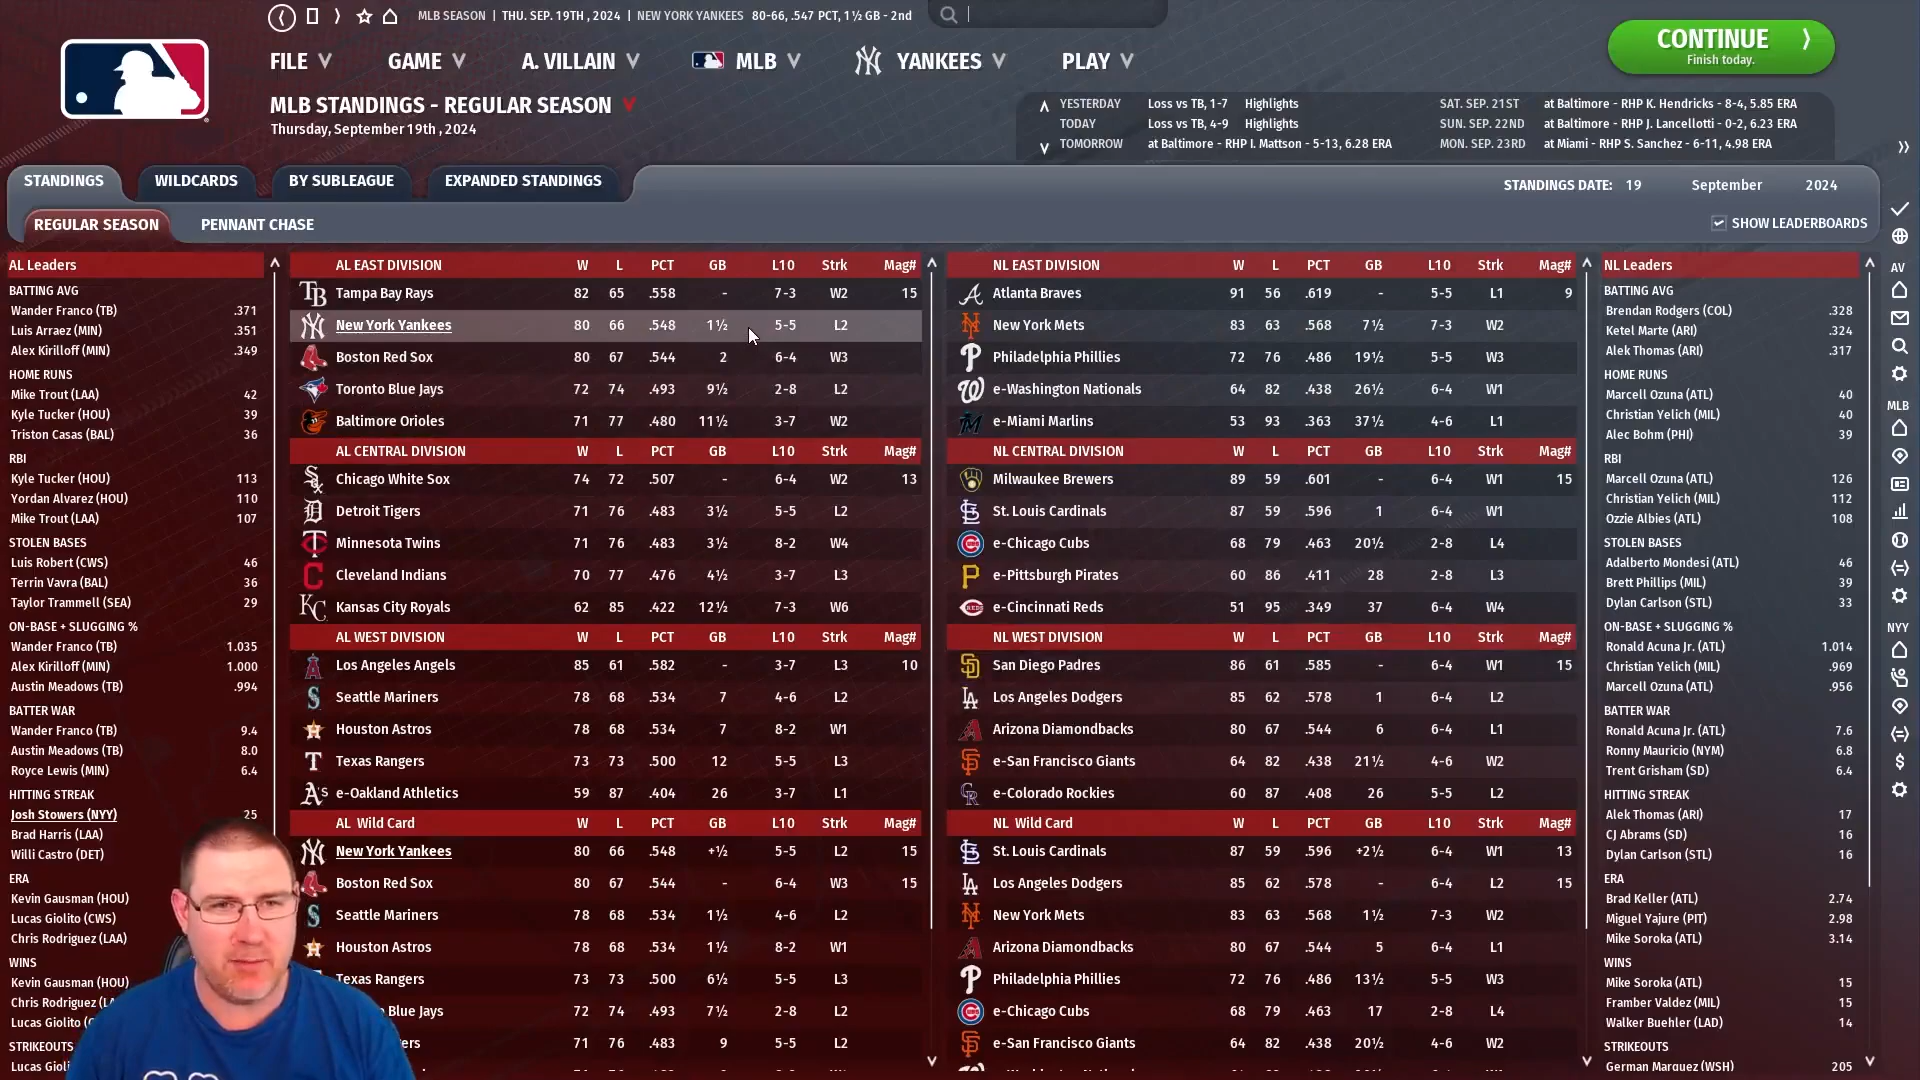 MLB SEASON | THU. SEP. 19TH , 2024 | NEW YORK YANKEES 80-66, .547 PCT, 1½ GB - 2nd
FILE GAME A. VILLAIN MLB YANKEES PLAY
CONTINUE
Finish today.
MLB STANDINGS - REGULAR SEASON
Thursday, September 19th , 2024
YESTERDAY Loss vs TB, 1-7 Highlights SAT. SEP. 21ST at Baltimore - RHP K. Hendricks - 8-4, 5.85 ERA
TODAY Loss vs TB, 4-9 Highlights SUN. SEP. 22ND at Baltimore - RHP J. Lancellotti - 0-2, 6.23 ERA
TOMORROW at Baltimore - RHP I. Mattson - 5-13, 6.28 ERA MON. SEP. 23RD at Miami - RHP S. Sanchez - 6-11, 4.98 ERA
STANDINGS WILDCARDS BY SUBLEAGUE EXPANDED STANDINGS STANDINGS DATE: 19 September 2024
REGULAR SEASON PENNANT CHASE SHOW LEADERBOARDS
AL Leaders
BATTING AVG
Wander Franco (TB) .371
Luis Arraez (MIN) .351
Alex Kirilloff (MIN) .349
HOME RUNS
Mike Trout (LAA) 42
Kyle Tucker (HOU) 39
Triston Casas (BAL) 36
RBI
Kyle Tucker (HOU) 113
Yordan Alvarez (HOU) 110
Mike Trout (LAA) 107
STOLEN BASES
Luis Robert (CWS) 46
Terrin Vavra (BAL) 36
Taylor Trammell (SEA) 29
ON-BASE + SLUGGING %
Wander Franco (TB) 1.035
Alex Kirilloff (MIN) 1.000
Austin Meadows (TB) .994
BATTER WAR
Wander Franco (TB) 9.4
Austin Meadows (TB) 8.0
Royce Lewis (MIN) 6.4
HITTING STREAK
Josh Stowers (NYY) 25
Brad Harris (LAA)
Willi Castro (DET)
ERA
Kevin Gausman (HOU)
Lucas Giolito (CWS)
Chris Rodriguez (LAA)
WINS
Kevin Gausman (HOU)
Chris Rodriguez
Lucas Giolito
STRIKEOUTS
Lucas
AL EAST DIVISION W L PCT GB L10 Strk Mag#
Tampa Bay Rays 82 65 .558 - 7-3 W2 15
New York Yankees 80 66 .548 1½ 5-5 L2
Boston Red Sox 80 67 .544 2 6-4 W3
Toronto Blue Jays 72 74 .493 9½ 2-8 L2
Baltimore Orioles 71 77 .480 11½ 3-7 W2
AL CENTRAL DIVISION W L PCT GB L10 Strk Mag#
Chicago White Sox 74 72 .507 - 6-4 W2 13
Detroit Tigers 71 76 .483 3½ 5-5 L2
Minnesota Twins 71 76 .483 3½ 8-2 W4
Cleveland Indians 70 77 .476 4½ 3-7 L3
Kansas City Royals 62 85 .422 12½ 7-3 W6
AL WEST DIVISION W L PCT GB L10 Strk Mag#
Los Angeles Angels 85 61 .582 - 3-7 L3 10
Seattle Mariners 78 68 .534 7 4-6 L2
Houston Astros 78 68 .534 7 8-2 W1
Texas Rangers 73 73 .500 12 5-5 L3
e-Oakland Athletics 59 87 .404 26 3-7 L1
AL Wild Card W L PCT GB L10 Strk Mag#
New York Yankees 80 66 .548 +½ 5-5 L2 15
Boston Red Sox 80 67 .544 - 6-4 W3 15
Seattle Mariners 78 68 .534 1½ 4-6 L2
Houston Astros 78 68 .534 1½ 8-2 W1
Texas Rangers 73 73 .500 6½ 5-5 L3
Blue Jays 72 74 .493 7½ 2-8 L2
71 76 .483 9 5-5 L2
NL EAST DIVISION W L PCT GB L10 Strk Mag#
Atlanta Braves 91 56 .619 - 5-5 L1 9
New York Mets 83 63 .568 7½ 7-3 W2
Philadelphia Phillies 72 76 .486 19½ 5-5 W3
e-Washington Nationals 64 82 .438 26½ 6-4 W1
e-Miami Marlins 53 93 .363 37½ 4-6 L1
NL CENTRAL DIVISION W L PCT GB L10 Strk Mag#
Milwaukee Brewers 89 59 .601 - 6-4 W1 15
St. Louis Cardinals 87 59 .596 1 6-4 W1
e-Chicago Cubs 68 79 .463 20½ 2-8 L4
e-Pittsburgh Pirates 60 86 .411 28 2-8 L3
e-Cincinnati Reds 51 95 .349 37 6-4 W4
NL WEST DIVISION W L PCT GB L10 Strk Mag#
San Diego Padres 86 61 .585 - 6-4 W1 15
Los Angeles Dodgers 85 62 .578 1 6-4 L2
Arizona Diamondbacks 80 67 .544 6 6-4 L1
e-San Francisco Giants 64 82 .438 21½ 4-6 W2
e-Colorado Rockies 60 87 .408 26 5-5 L2
NL Wild Card W L PCT GB L10 Strk Mag#
St. Louis Cardinals 87 59 .596 +2½ 6-4 W1 13
Los Angeles Dodgers 85 62 .578 - 6-4 L2 15
New York Mets 83 63 .568 1½ 7-3 W2
Arizona Diamondbacks 80 67 .544 5 6-4 L1
Philadelphia Phillies 72 76 .486 13½ 5-5 W3
e-Chicago Cubs 68 79 .463 17 2-8 L4
e-San Francisco Giants 64 82 .438 20½ 4-6 W2
NL Leaders
BATTING AVG
Brendan Rodgers (COL) .328
Ketel Marte (ARI) .324
Alek Thomas (ARI) .317
HOME RUNS
Marcell Ozuna (ATL) 40
Christian Yelich (MIL) 40
Alec Bohm (PHI) 39
RBI
Marcell Ozuna (ATL) 126
Christian Yelich (MIL) 112
Ozzie Albies (ATL) 108
STOLEN BASES
Adalberto Mondesi (ATL) 46
Brett Phillips (MIL) 39
Dylan Carlson (STL) 33
ON-BASE + SLUGGING %
Ronald Acuna Jr. (ATL) 1.014
Christian Yelich (MIL) .969
Marcell Ozuna (ATL) .956
BATTER WAR
Ronald Acuna Jr. (ATL) 7.6
Ronny Mauricio (NYM) 6.8
Trent Grisham (SD) 6.4
HITTING STREAK
Alek Thomas (ARI) 17
CJ Abrams (SD) 16
Dylan Carlson (STL) 16
ERA
Brad Keller (ATL) 2.74
Miguel Yajure (PIT) 2.98
Mike Soroka (ATL) 3.14
WINS
Mike Soroka (ATL) 15
Framber Valdez (MIL) 15
Walker Buehler (LAD) 14
STRIKEOUTS
German Marquez (WSH) 205
AV
MLB
NYY